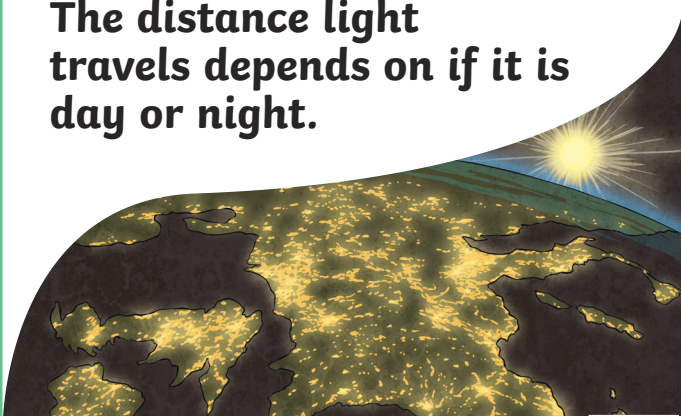 The distance light
travels depends on if it is
day or night.